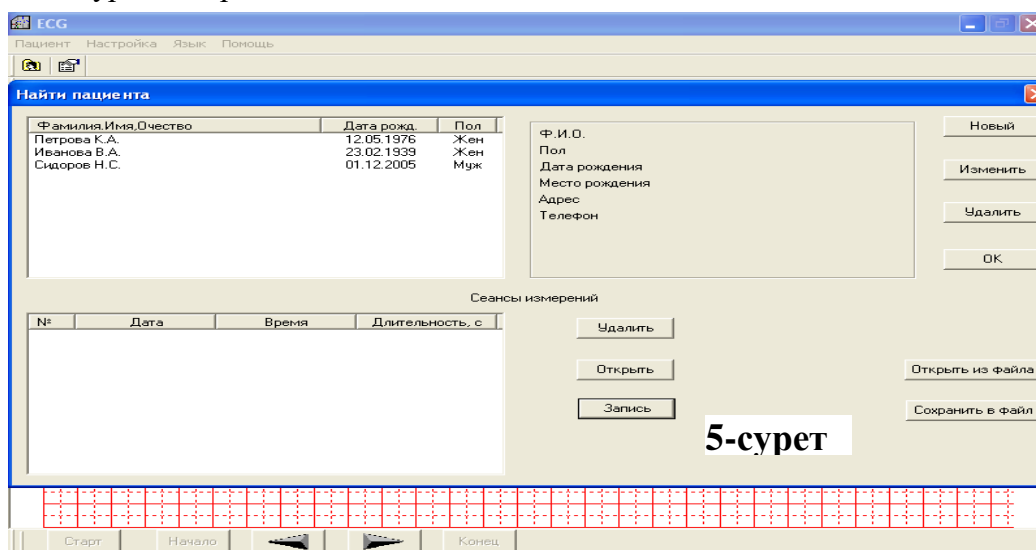 ECG
Пациент Настройка Язык Помощь
Найти пациента
Фамилия,Имя,Очество Дата рожд. Пол
Петрова К.А. 12.05.1976 Жен
Иванова В.А. 23.02.1939 Жен
Сидоров Н.С. 01.12.2005 Муж
Ф.И.О.
Пол
Дата рождения
Место рождения
Адрес
Телефон
Новый
Изменить
Удалить
OK
Сеансы измерений
№ Дата Время Длительность, с
Удалить
Открыть
Запись
Открыть из файла
Сохранить в файл
5-сурет
Старт Начало Конец